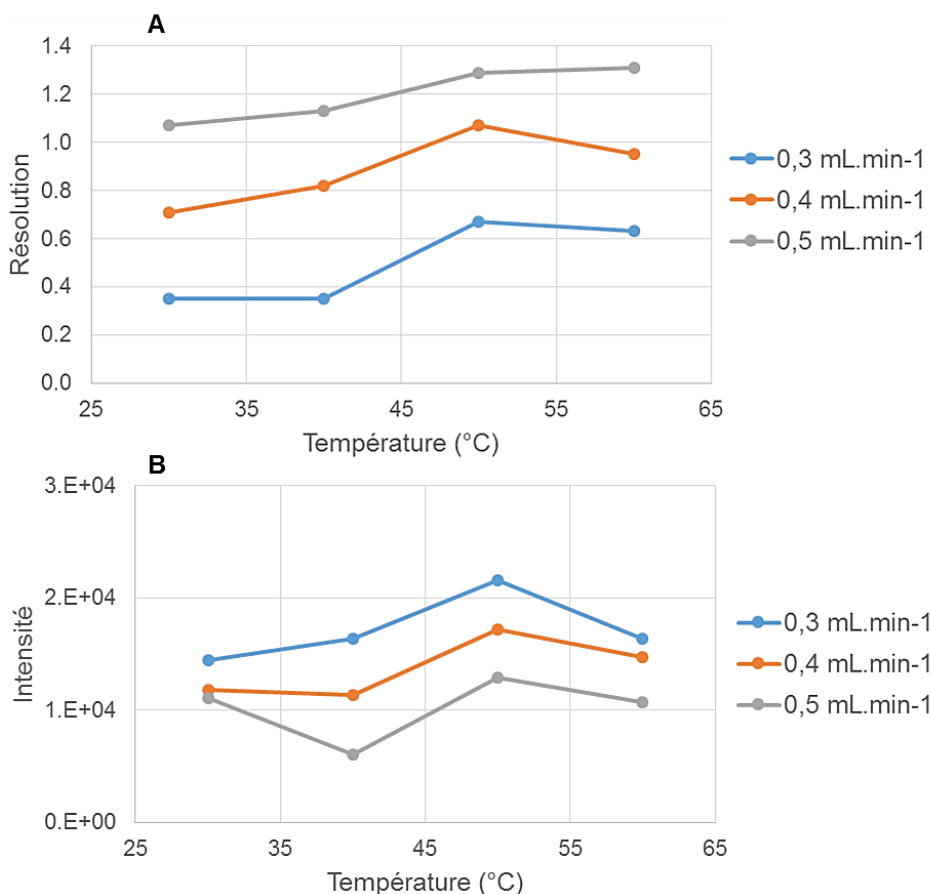 A
1.4
1.2
1.0
0.8
0.6
0.4
0.2
0.0
Résolution
25 35 45 55 65
Température (°C)
0,3 mL.min-1
0,4 mL.min-1
0,5 mL.min-1
B
3.E+04
2.E+04
1.E+04
0.E+00
Intensité
25 35 45 55 65
Température (°C)
0,3 mL.min-1
0,4 mL.min-1
0,5 mL.min-1